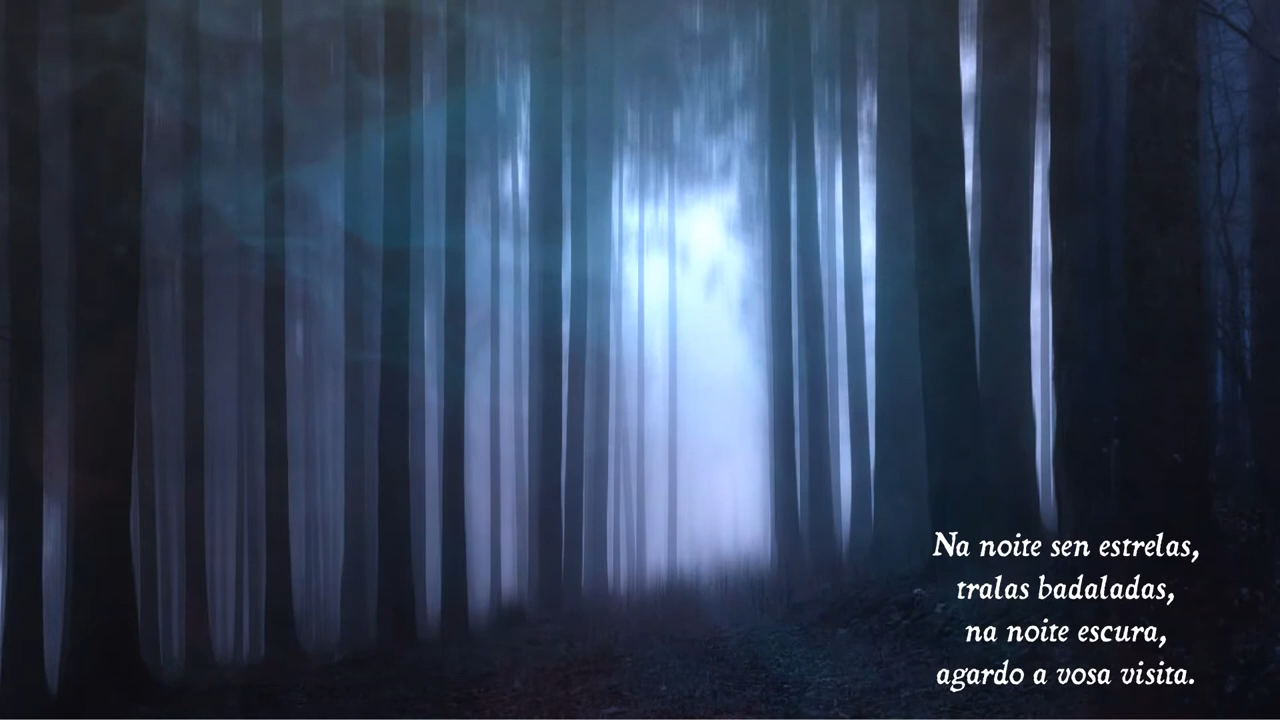 Na noite sen estrelas,
tralas badaladas,
na noite escura,
agardo a vosa visita.